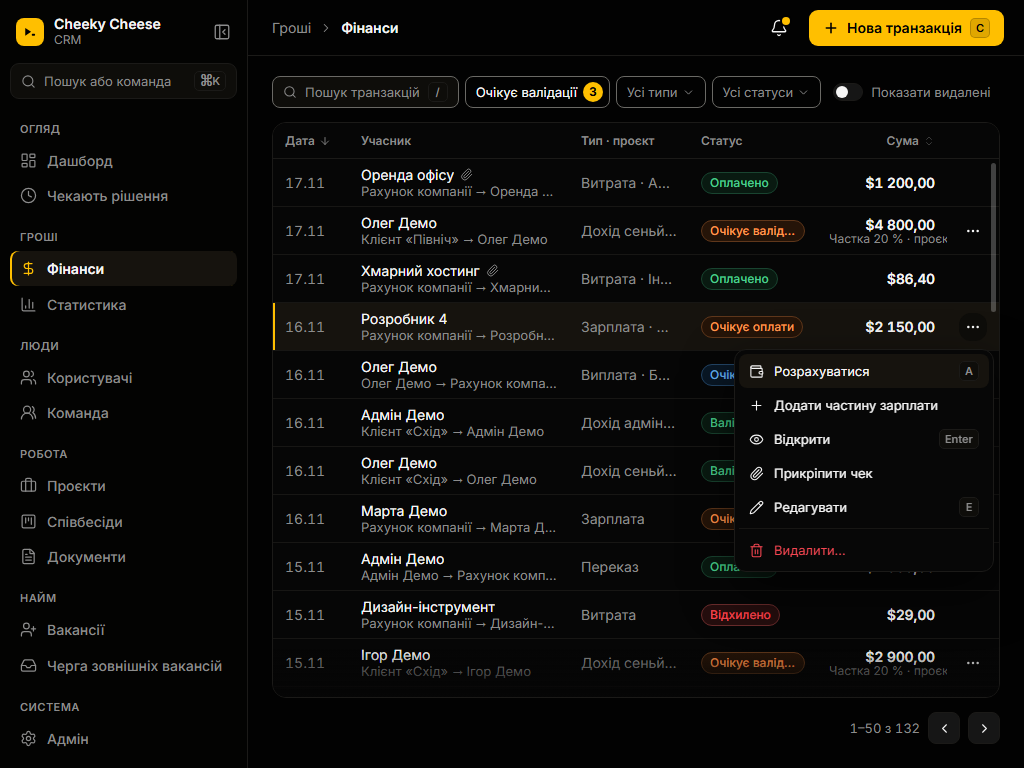 Cheeky Cheese
CRM
Пошук або команда ⌘K
ОГЛЯД
Дашборд
Чекають рішення
ГРОШІ
Фінанси
Статистика
ЛЮДИ
Користувачі
Команда
РОБОТА
Проєкти
Співбесіди
Документи
НАЙМ
Вакансії
Черга зовнішніх вакансій
СИСТЕМА
Адмін
Гроші > Фінанси
+ Нова транзакція C
Пошук транзакцій /
Очікує валідації 3
Усі типи
Усі статуси
Показати видалені
Дата ↓ Учасник Тип · проєкт Статус Сума
17.11 Оренда офісу Витрата · А... Оплачено $1 200,00
Рахунок компанії → Оренда ...
17.11 Олег Демо Дохід сеньй... Очікує валід... $4 800,00
Клієнт «Північ» → Олег Демо Частка 20 % · проєк
17.11 Хмарний хостинг Витрата · Ін... Оплачено $86,40
Рахунок компанії → Хмарни...
16.11 Розробник 4 Зарплата · ... Очікує оплати $2 150,00
Рахунок компанії → Розробн...
16.11 Олег Демо Виплата · Б... Очік
Олег Демо → Рахунок компа...
16.11 Адмін Демо Дохід адмін... Валі
Клієнт «Схід» → Адмін Демо
16.11 Олег Демо Дохід сеньй... Валі
Клієнт «Схід» → Олег Демо
16.11 Марта Демо Зарплата Очік
Рахунок компанії → Марта Д...
15.11 Адмін Демо Переказ Опла
Адмін Демо → Рахунок комп...
15.11 Дизайн-інструмент Витрата Відхилено $29,00
Рахунок компанії → Дизайн-...
15.11 Ігор Демо Дохід сеньй... Очікує валід... $2 900,00
Клієнт «Схід» → Ігор Демо Частка 20 % · проєк
Розрахуватися A
Додати частину зарплати
Відкрити Enter
Прикріпити чек
Редагувати E
Видалити...
1–50 з 132